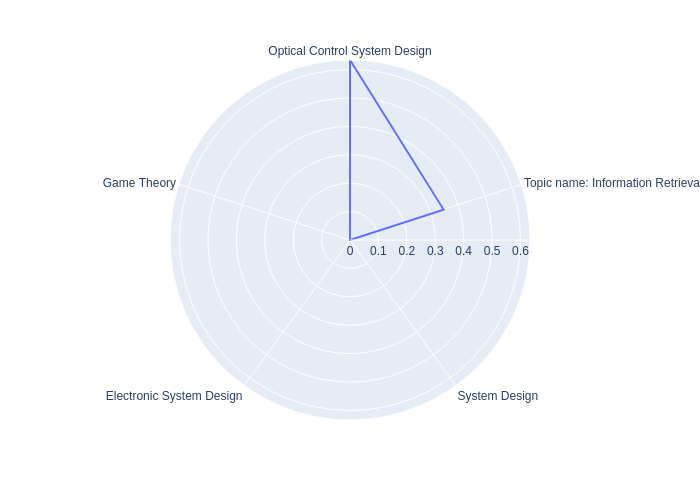 Optical Control System Design
Game Theory
Topic name: Information Retrieva
0 0.1 0.2 0.3 0.4 0.5 0.6
Electronic System Design
System Design